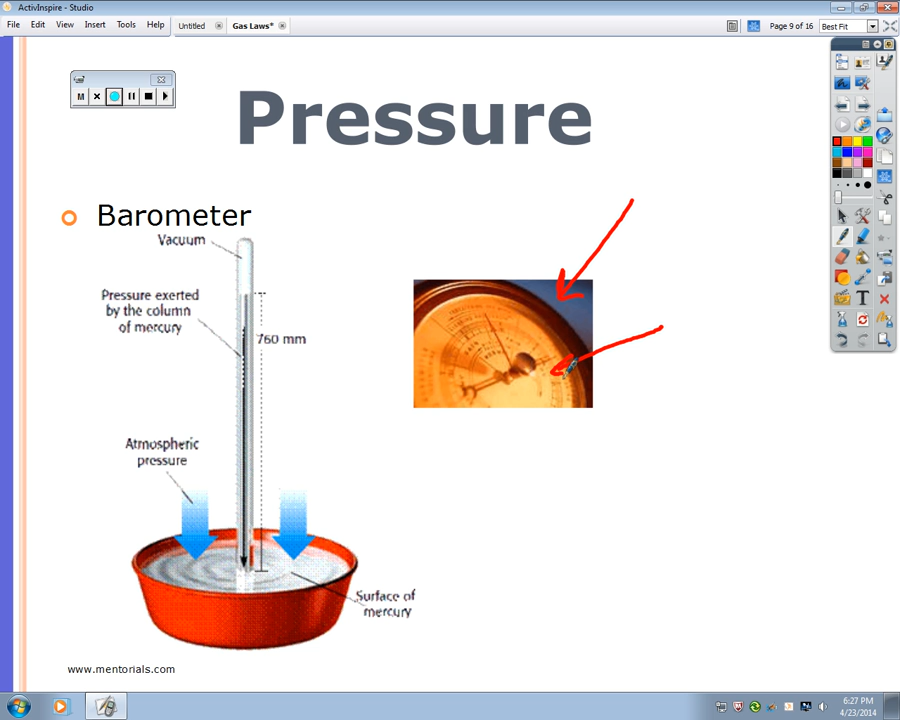 ActivInspire - Studio
File Edit View Insert Tools Help
Untitled
Gas Laws*
Page 9 of 16
Best Fit
M
Pressure
Barometer
Vacuum
Pressure exerted
by the column
of mercury
760 mm
Atmospheric
pressure
Surface of
mercury
www.mentorials.com
T
6:27 PM
4/23/2014